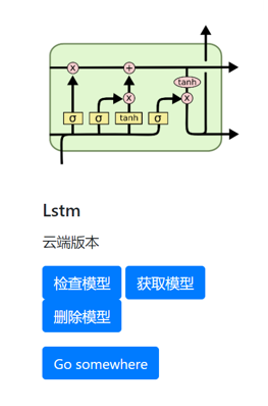 x
+
tanh
x
x
σ
σ
tanh
σ
Lstm
云端版本
检查模型 获取模型
删除模型
Go somewhere